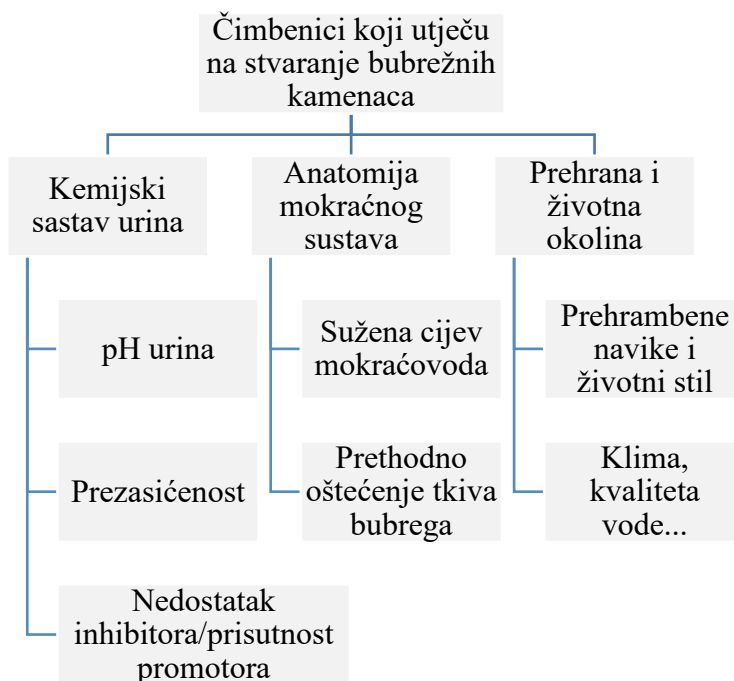 Čimbenici koji utječu
na stvaranje bubrežnih
kamenaca
Kemijski
sastav urina
pH urina
Prezasićenost
Nedostatak
inhibitora/prisutnost
promotora
Anatomija
mokraćnog
sustava
Sužena cijev
mokraćovoda
Prethodno
oštećenje tkiva
bubrega
Prehrana i
životna
okolina
Prehrambene
navike i
životni stil
Klima,
kvaliteta
vode...